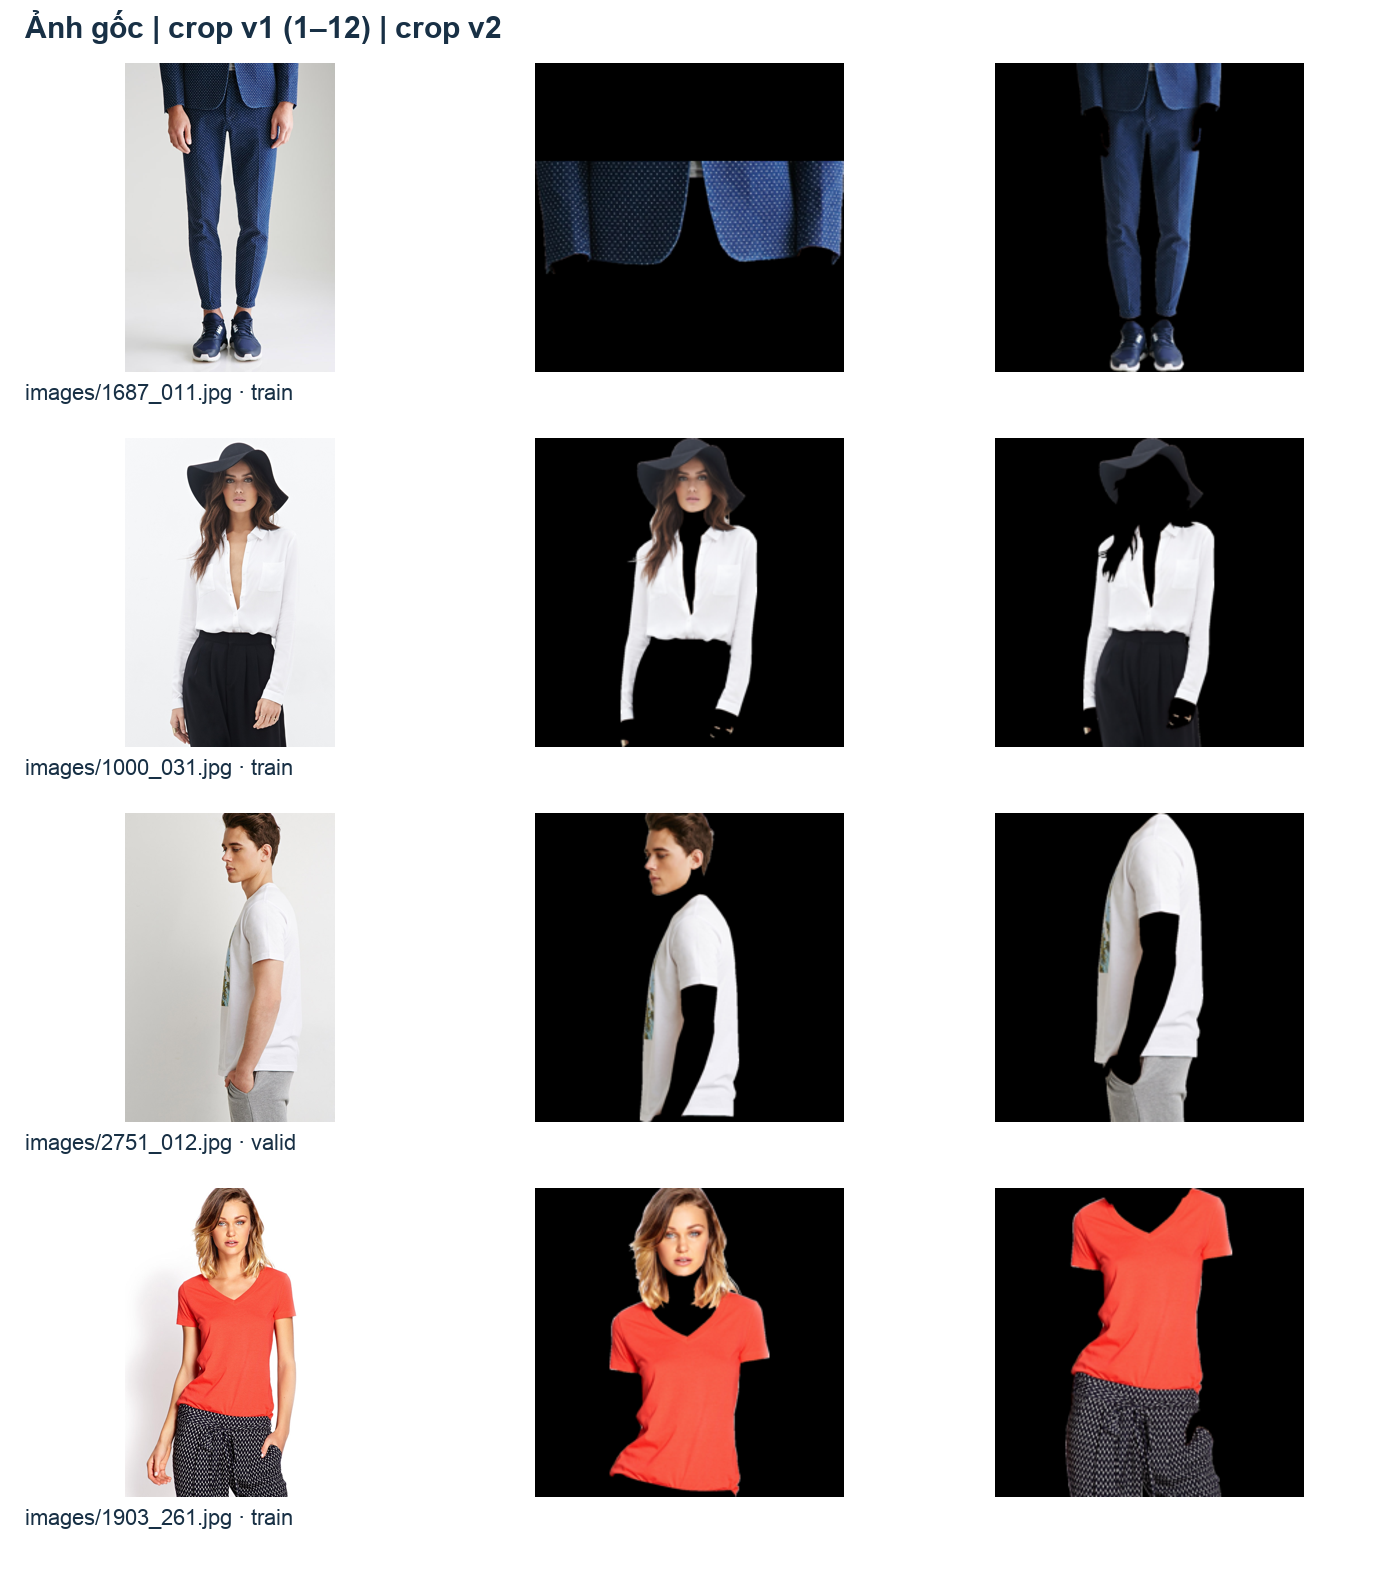 Ảnh gốc | crop v1 (1–12) | crop v2
images/1687_011.jpg · train
images/1000_031.jpg · train
images/2751_012.jpg · valid
images/1903_261.jpg · train